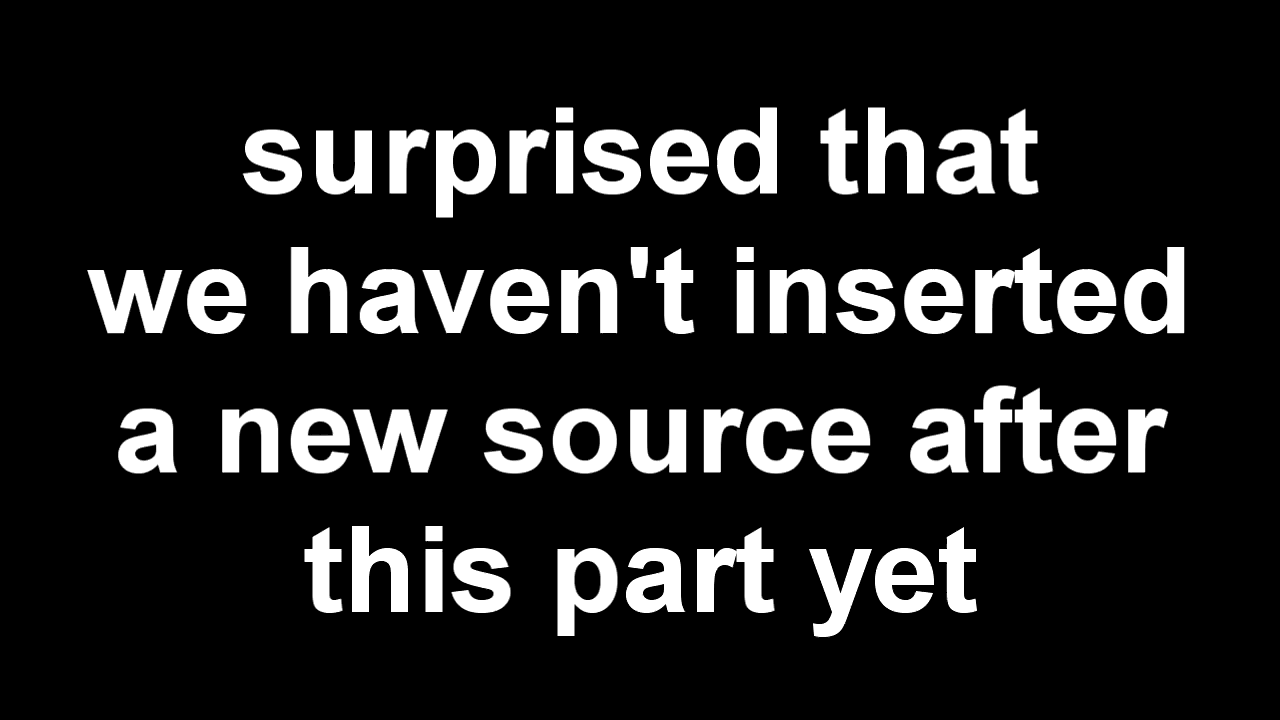 surprised that
we haven't inserted
a new source after
this part yet